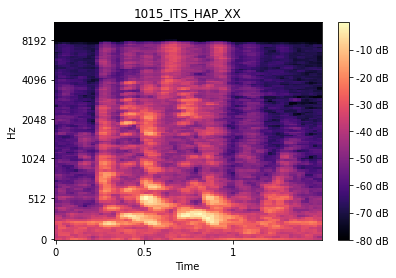 1015_ITS_HAP_XX
8192
4096
2048
1024
512
0
Hz
0
0.5
1
Time
-10 dB
-20 dB
-30 dB
-40 dB
-50 dB
-60 dB
-70 dB
-80 dB